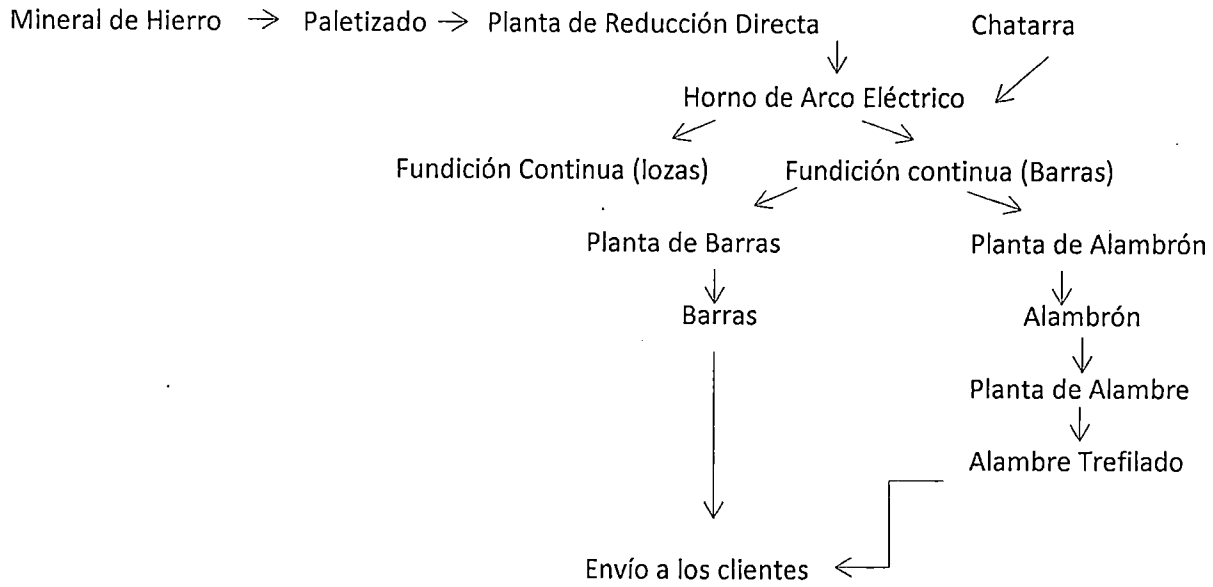 Mineral de Hierro → Paletizado → Planta de Reducción Directa Chatarra
Horno de Arco Eléctrico
Fundición Continua (lozas) Fundición continua (Barras)
Planta de Barras Planta de Alambrón
Barras Alambrón
Planta de Alambre
Alambre Trefilado
Envío a los clientes